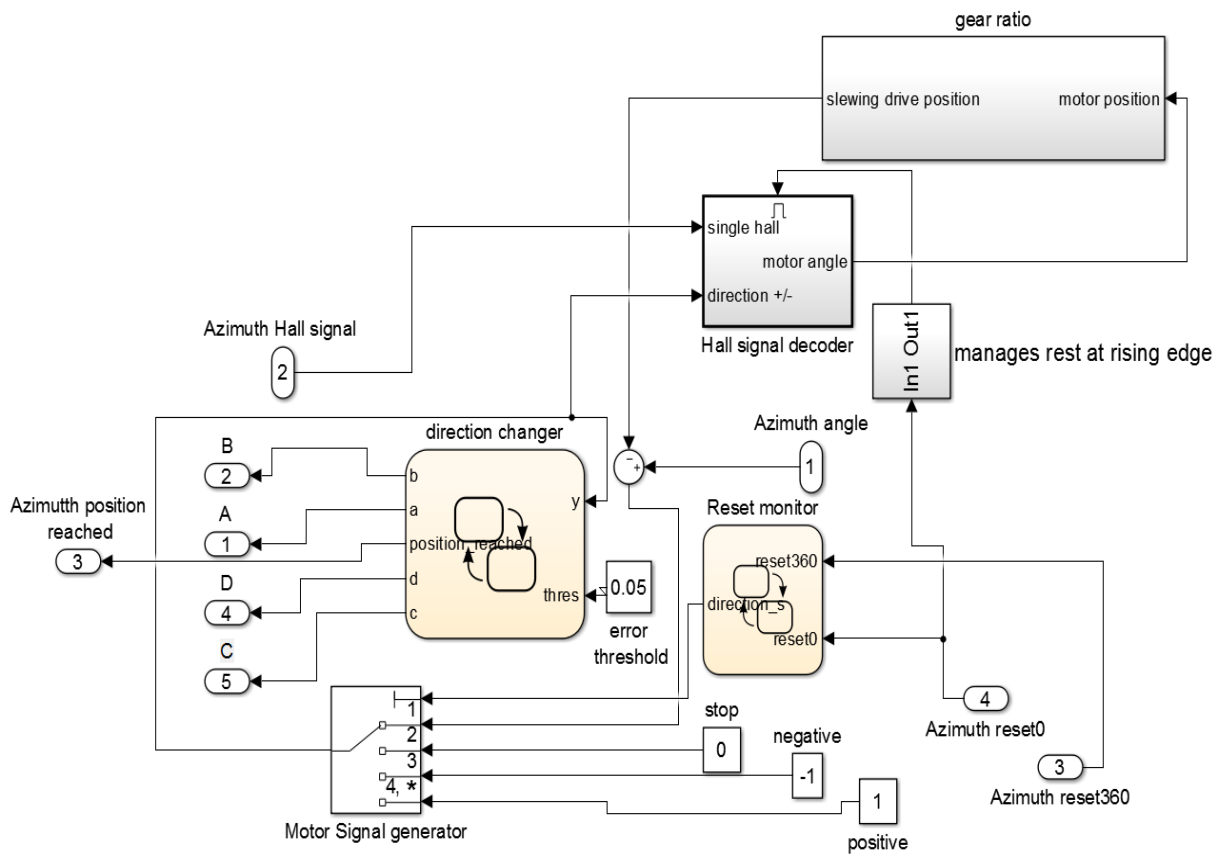 gear ratio
slewing drive position
motor position
single hall
motor angle
direction +/-
Hall signal decoder
In1 Out1
manages rest at rising edge
Azimuth Hall signal
2
Azimuth angle
1
direction changer
B
2
A
1
Azimutth position
reached
3
D
4
C
5
b
a
position_reached
d
c
y
thres
0.05
error
threshold
- +
Reset monitor
reset360
direction_s
reset0
4
Azimuth reset0
3
Azimuth reset360
1
2
3
4, *
Motor Signal generator
stop
0
negative
-1
1
positive